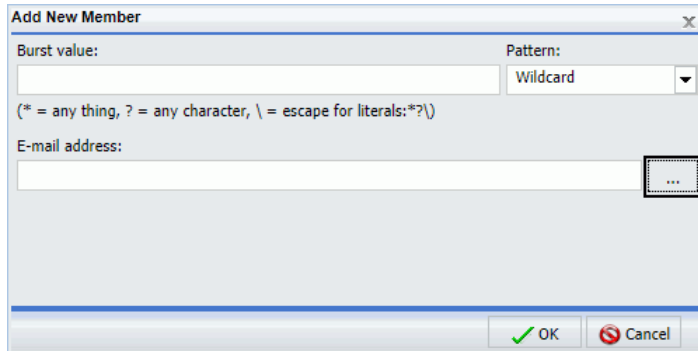 Add New Member
x
Burst value:
Pattern:
Wildcard
(* = any thing, ? = any character, \ = escape for literals:*?\)
E-mail address:
...
OK
Cancel